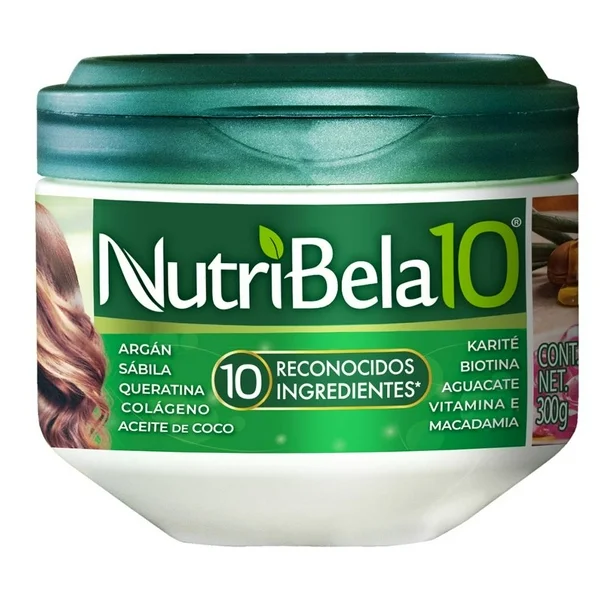 NutriBela10®
ARGÁN
SÁBILA
QUERATINA
COLÁGENO
ACEITE DE COCO
10 RECONOCIDOS
INGREDIENTES*
KARITÉ
BIOTINA
AGUACATE
VITAMINA E
MACADAMIA
CONT.
NET.
300g